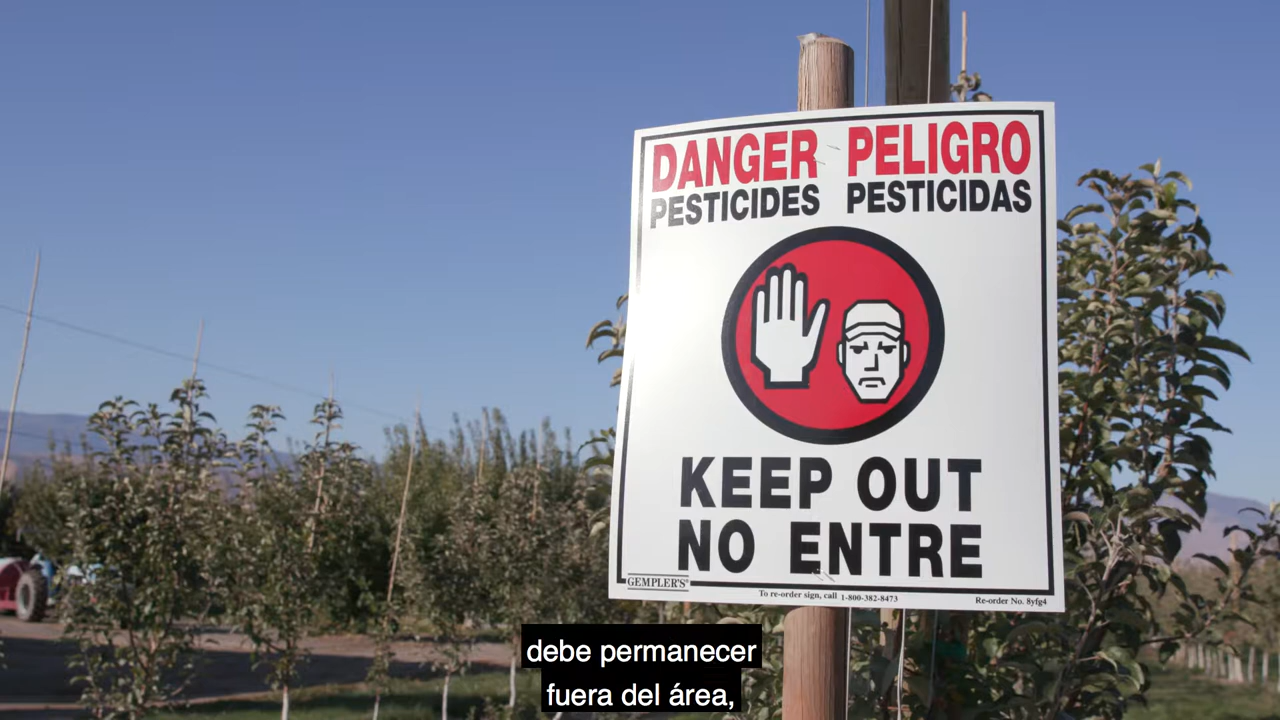 DANGER PELIGRO
PESTICIDES PESTICIDAS
KEEP OUT
NO ENTRE
GEMPLER'S®
To re-order sign, call 1-800-382-8473
Re-order No. 8yfg4
debe permanecer
fuera del área,